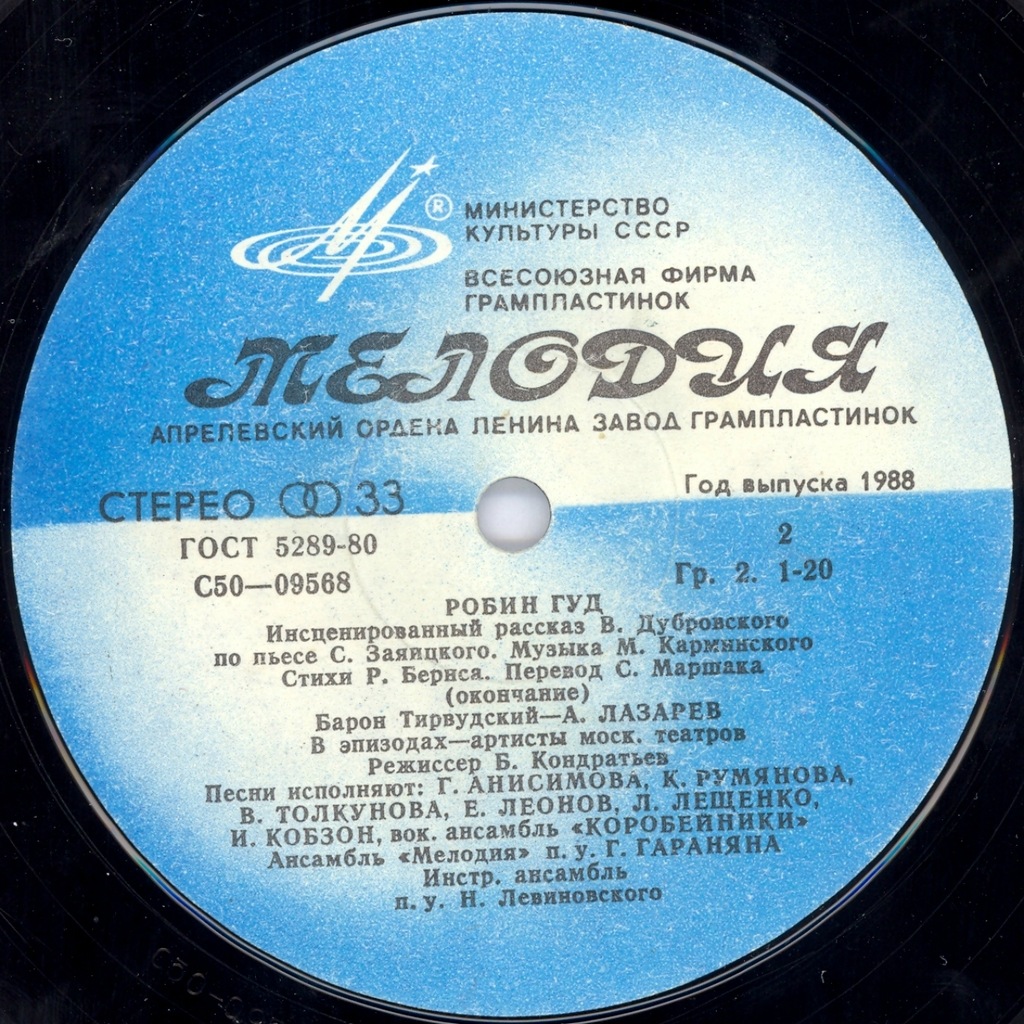 ®
МИНИСТЕРСТВО
КУЛЬТУРЫ СССР
ВСЕСОЮЗНАЯ ФИРМА
ГРАМПЛАСТИНОК
МЕЛОДИЯ
АПРЕЛЕВСКИЙ ОРДЕНА ЛЕНИНА ЗАВОД ГРАМПЛАСТИНОК
СТЕРЕО 33
Год выпуска 1988
ГОСТ 5289-80
2
С50—09568
Гр. 2. 1-20
РОБИН ГУД
Инсценированный рассказ В. Дубровского
по пьесе С. Заяицкого. Музыка М. Карминского
Стихи Р. Бернса. Перевод С. Маршака
(окончание)
Барон Тирвудский—А. ЛАЗАРЕВ
В эпизодах—артисты моск. театров
Режиссер Б. Кондратьев
Песни исполняют: Г. АНИСИМОВА, К. РУМЯНОВА,
В. ТОЛКУНОВА, Е. ЛЕОНОВ, Л. ЛЕЩЕНКО,
И. КОБЗОН, вок. ансамбль «КОРОБЕЙНИКИ»
Ансамбль «Мелодия» п. у. Г. ГАРАНЯНА
Инстр. ансамбль
п. у. Н. Левиновского